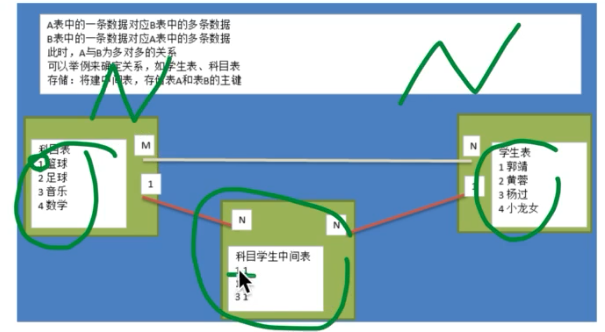 A表中的一条数据对应B表中的多条数据
B表中的一条数据对应A表中的多条数据
此时，A与B为多对多的关系
可以举例来确定关系，如学生表、科目表
存储：将建中间表，存储表A和表B的主键
科目表
1 篮球
2 足球
3 音乐
4 数学
M
1
N
1
学生表
1 郭靖
2 黄蓉
3 杨过
4 小龙女
N
N
科目学生中间表
1 1
3 1